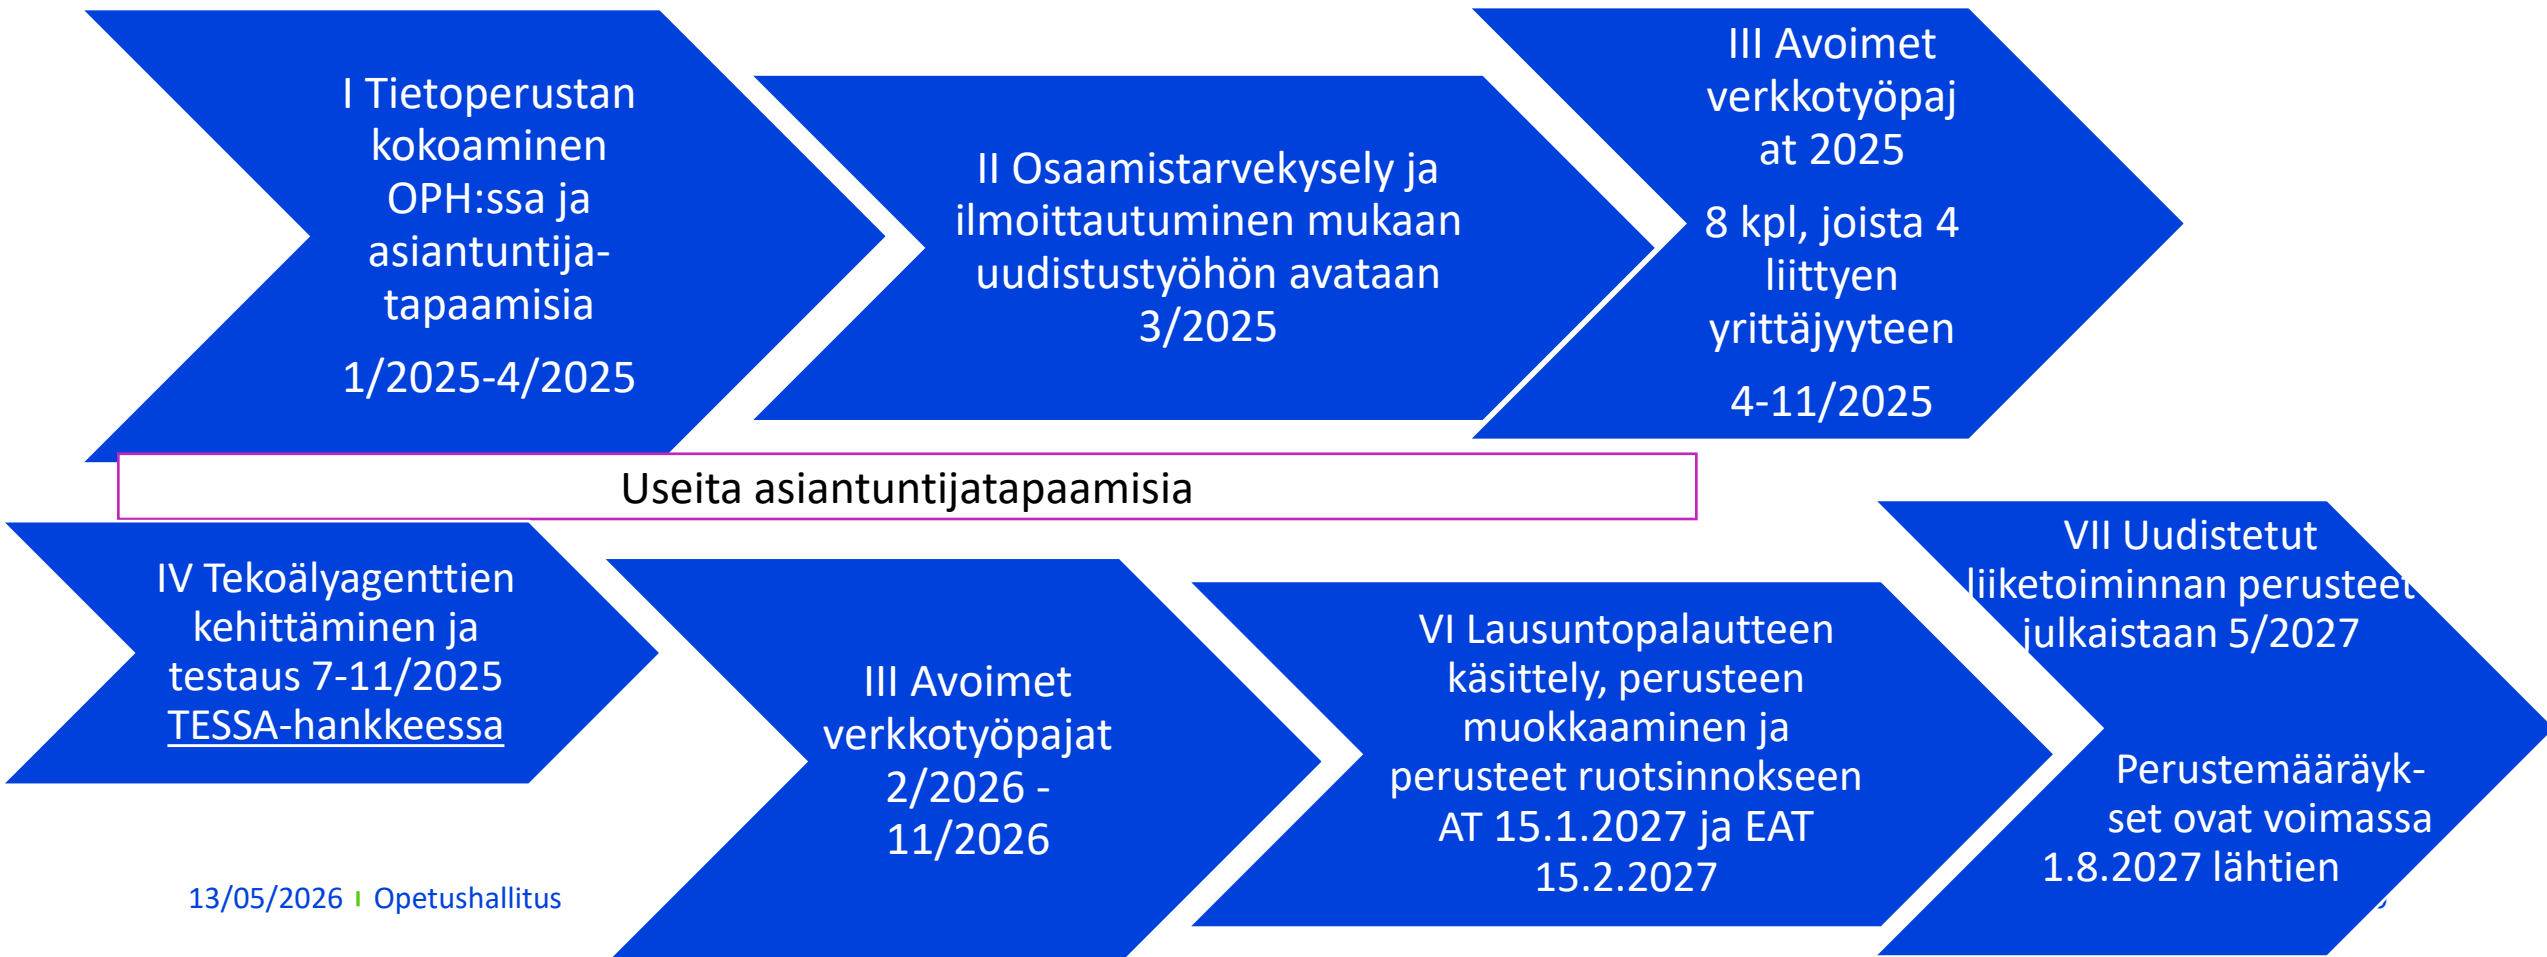 I Tietoperustan
kokoaminen
OPH:ssa ja
asiantuntija-
tapaamisia
1/2025-4/2025
II Osaamistarvekysely ja
ilmoittautuminen mukaan
uudistustyöhön avataan
3/2025
III Avoimet
verkkotyöpaj
at 2025
8 kpl, joista 4
liittyen
yrittäjyyteen
4-11/2025
Useita asiantuntijatapaamisia
IV Tekoälyagenttien
kehittäminen ja
testaus 7-11/2025
TESSA-hankkeessa
III Avoimet
verkkotyöpajat
2/2026 -
11/2026
VI Lausuntopalautteen
käsittely, perusteen
muokkaaminen ja
perusteet ruotsinnokseen
AT 15.1.2027 ja EAT
15.2.2027
VII Uudistetut
liiketoiminnan perusteet
julkaistaan 5/2027
Perustemääräyk-
set ovat voimassa
1.8.2027 lähtien
13/05/2026 I Opetushallitus